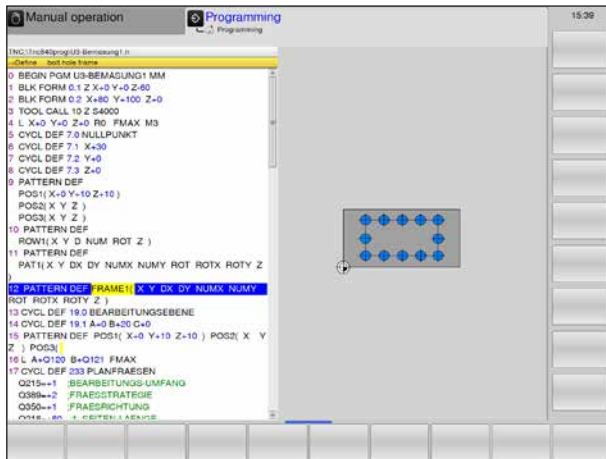 Manual operation
Programming
Programming
15:39
TNC:\Tnc640prog\U3-Bemasung1.h
→Define bolt hole frame
0 BEGIN PGM U3-BEMASUNG1 MM
1 BLK FORM 0.1 Z X+0 Y+0 Z-60
2 BLK FORM 0.2 X+80 Y+100 Z+0
3 TOOL CALL 10 Z S4000
4 L X+0 Y+0 Z+0 R0 FMAX M3
5 CYCL DEF 7.0 NULLPUNKT
6 CYCL DEF 7.1 X+30
7 CYCL DEF 7.2 Y+0
8 CYCL DEF 7.3 Z+0
9 PATTERN DEF
POS1( X+0 Y+10 Z+10 )
POS2( X Y Z )
POS3( X Y Z )
10 PATTERN DEF
ROW1( X Y D NUM ROT Z )
11 PATTERN DEF
PAT1( X Y DX DY NUMX NUMY ROT ROTX ROTY Z
)
12 PATTERN DEF FRAME1( X Y DX DY NUMX NUMY
ROT ROTX ROTY Z )
13 CYCL DEF 19.0 BEARBEITUNGSEBENE
14 CYCL DEF 19.1 A+0 B+20 C+0
15 PATTERN DEF POS1( X+0 Y+10 Z+10 ) POS2( X Y
Z ) POS3(
16 L A+Q120 B+Q121 FMAX
17 CYCL DEF 233 PLANFRAESEN
Q215=+1 ;BEARBEITUNGS-UMFANG
Q389=+2 ;FRAESSTRATEGIE
Q350=+1 ;FRAESRICHTUNG
Q218=+80 ;1. SEITEN-LAENGE